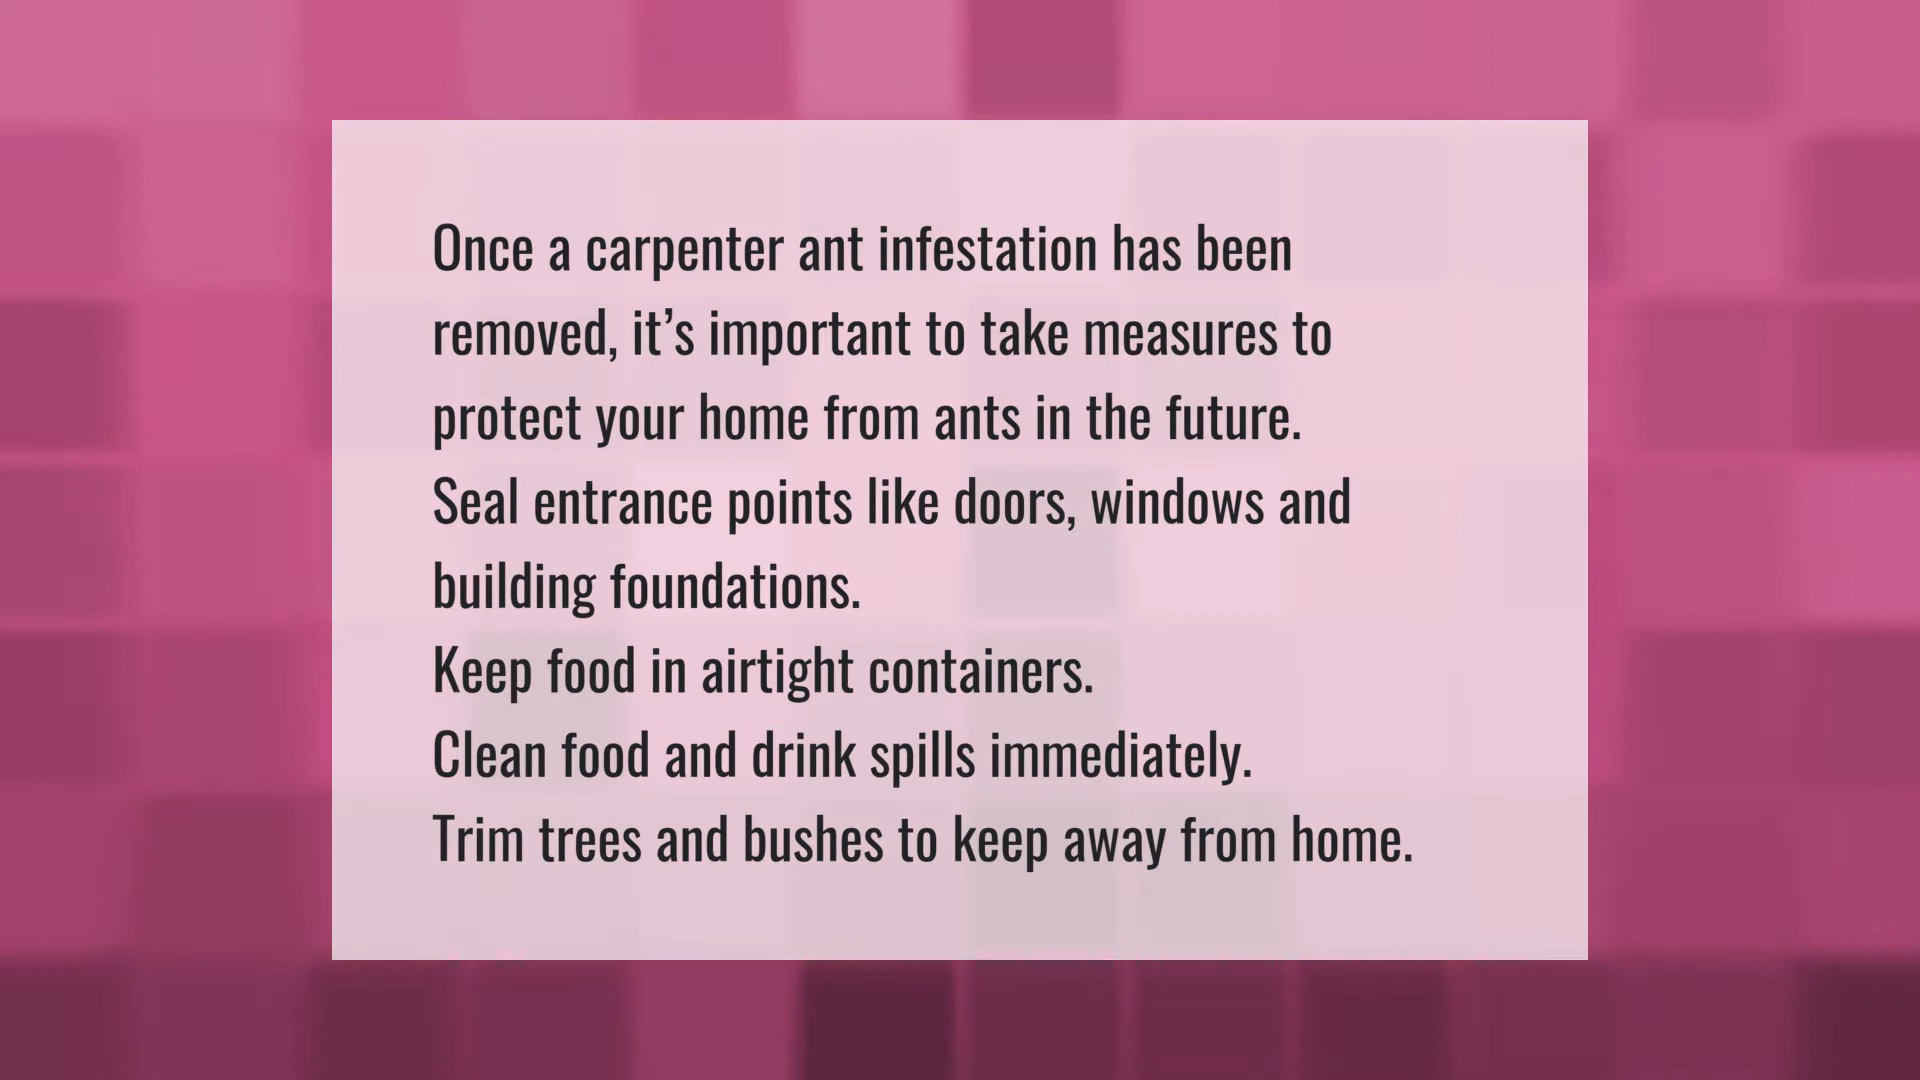 Once a carpenter ant infestation has been
removed, it’s important to take measures to
protect your home from ants in the future.
Seal entrance points like doors, windows and
building foundations.
Keep food in airtight containers.
Clean food and drink spills immediately.
Trim trees and bushes to keep away from home.